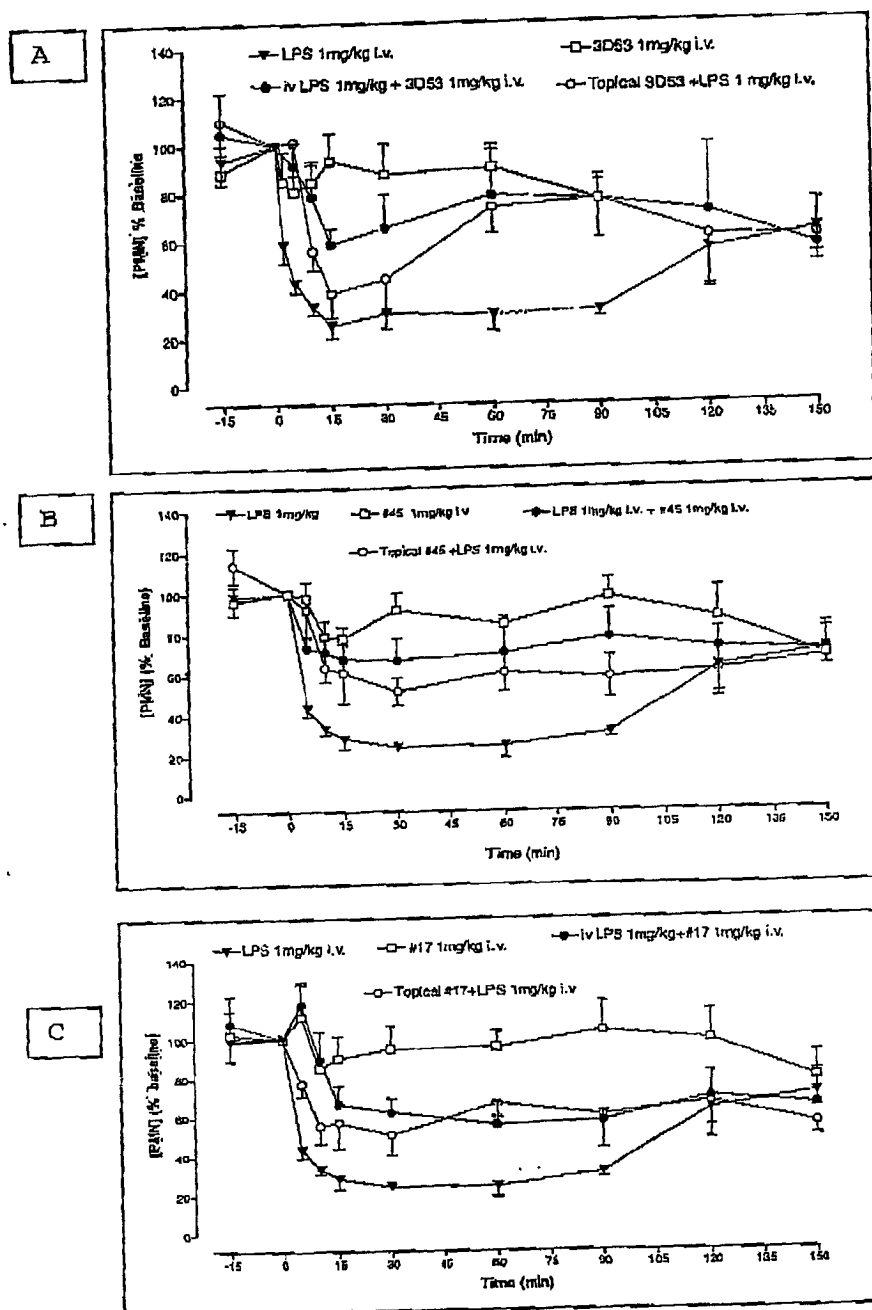 A
LPS 1mg/kg i.v.
3D53 1mg/kg i.v.
iv LPS 1mg/kg + 3D53 1mg/kg i.v.
Topical 3D53 +LPS 1 mg/kg i.v.
140
120
100
80
60
40
20
0
% Baseline
-15 0 15 30 45 60 75 90 105 120 135 150
Time (min)
B
LPS 1mg/kg
#45 1mg/kg i.v
LPS 1mg/kg i.v. + #45 1mg/kg i.v.
Topical #45 +LPS 1mg/kg i.v.
140
120
100
80
60
40
20
0
(% Baseline)
-15 0 15 30 45 60 75 90 105 120 135 150
Time (min)
C
LPS 1mg/kg i.v.
#17 1mg/kg i.v.
iv LPS 1mg/kg+#17 1mg/kg i.v.
Topical #17+LPS 1mg/kg i.v
140
120
100
80
60
40
20
0
(% baseline)
-15 0 15 30 45 60 75 90 105 120 135 150
Time (min)